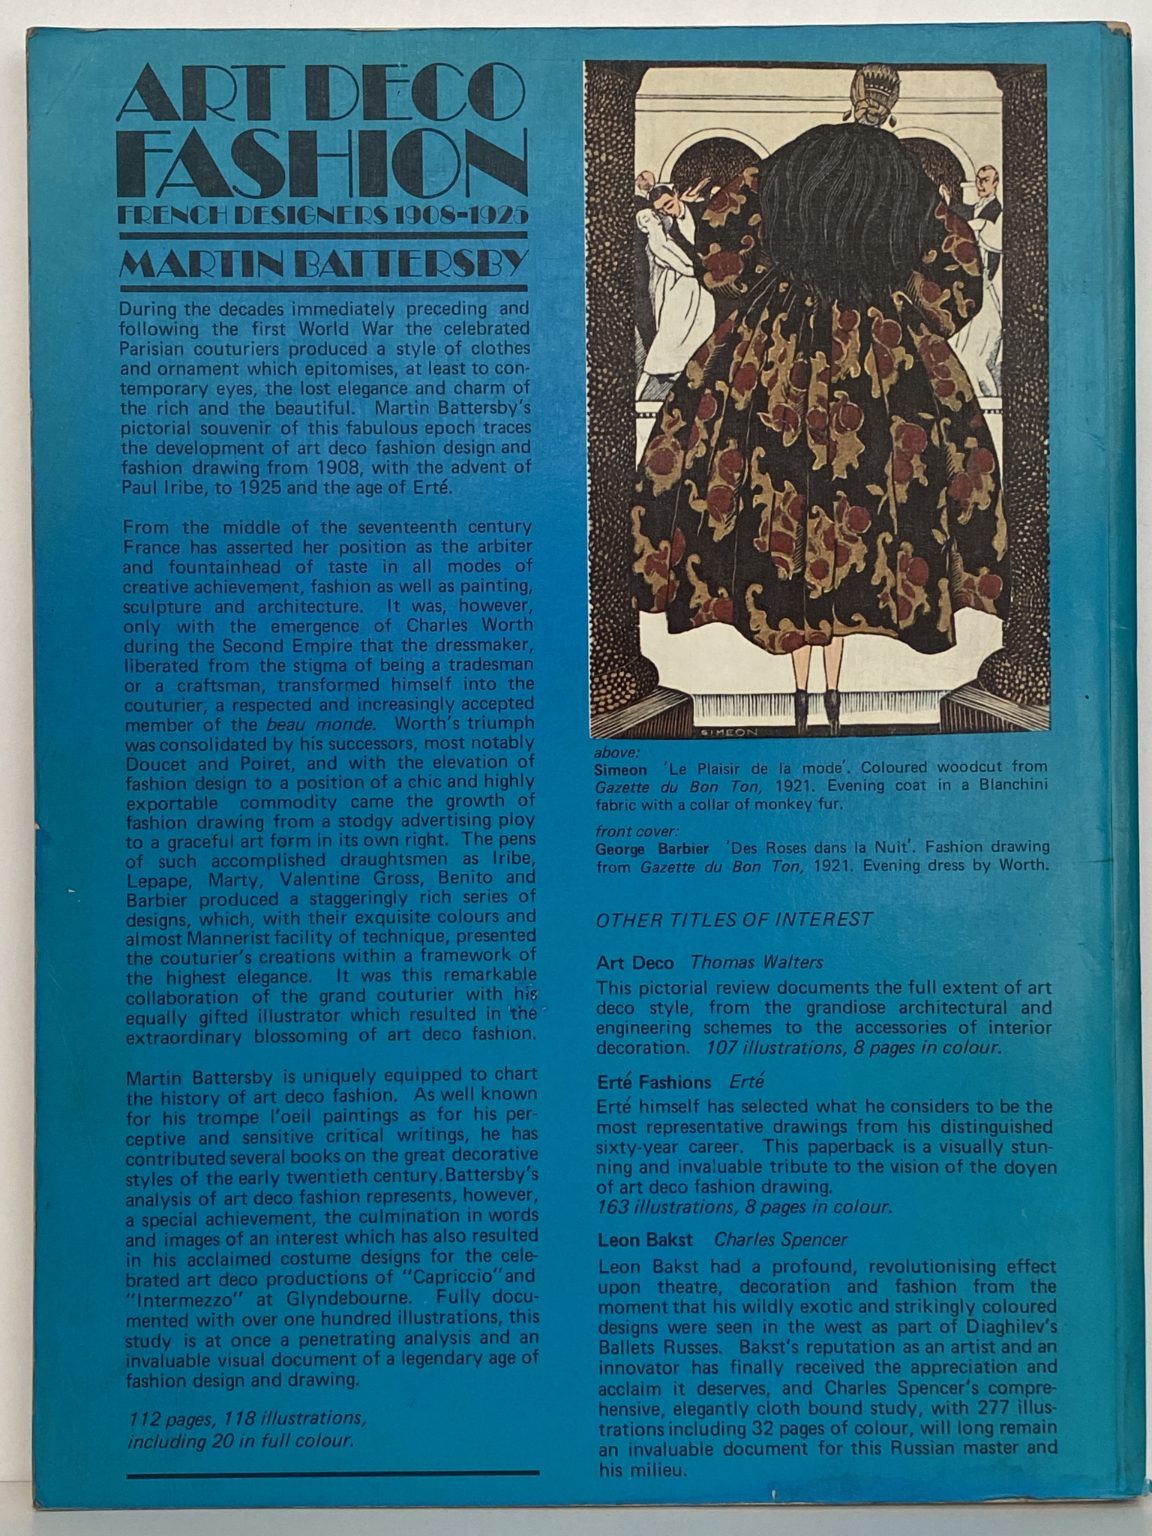 ART DECO
FASHION
FRENCH DESIGNERS 1908-1925
MARTIN BATTERSBY
During the decades immediately preceding and
following the first World War the celebrated
Parisian couturiers produced a style of clothes
and ornament which epitomises, at least to con-
temporary eyes, the lost elegance and charm of
the rich and the beautiful. Martin Battersby's
pictorial souvenir of this fabulous epoch traces
the development of art deco fashion design and
fashion drawing from 1908, with the advent of
Paul Iribe, to 1925 and the age of Erté.
From the middle of the seventeenth century
France has asserted her position as the arbiter
and fountainhead of taste in all modes of
creative achievement, fashion as well as painting,
sculpture and architecture. It was, however,
only with the emergence of Charles Worth
during the Second Empire that the dressmaker,
liberated from the stigma of being a tradesman
or a craftsman, transformed himself into the
couturier, a respected and increasingly accepted
member of the beau monde. Worth's triumph
was consolidated by his successors, most notably
Doucet and Poiret, and with the elevation of
fashion design to a position of a chic and highly
exportable commodity came the growth of
fashion drawing from a stodgy advertising ploy
to a graceful art form in its own right. The pens
of such accomplished draughtsmen as Iribe,
Lepape, Marty, Valentine Gross, Benito and
Barbier produced a staggeringly rich series of
designs, which, with their exquisite colours and
almost Mannerist facility of technique, presented
the couturier's creations within a framework of
the highest elegance. It was this remarkable
collaboration of the grand couturier with his
equally gifted illustrator which resulted in the
extraordinary blossoming of art deco fashion.
Martin Battersby is uniquely equipped to chart
the history of art deco fashion. As well known
for his trompe l'oeil paintings as for his per-
ceptive and sensitive critical writings, he has
contributed several books on the great decorative
styles of the early twentieth century. Battersby's
analysis of art deco fashion represents, however,
a special achievement, the culmination in words
and images of an interest which has also resulted
in his acclaimed costume designs for the cele-
brated art deco productions of "Capriccio" and
"Intermezzo" at Glyndebourne. Fully docu-
mented with over one hundred illustrations, this
study is at once a penetrating analysis and an
invaluable visual document of a legendary age of
fashion design and drawing.
112 pages, 118 illustrations,
including 20 in full colour.
SIMEON
above:
Simeon 'Le Plaisir de la mode'. Coloured woodcut from
Gazette du Bon Ton, 1921. Evening coat in a Blanchini
fabric with a collar of monkey fur.
front cover:
George Barbier 'Des Roses dans la Nuit'. Fashion drawing
from Gazette du Bon Ton, 1921. Evening dress by Worth.
OTHER TITLES OF INTEREST
Art Deco Thomas Walters
This pictorial review documents the full extent of art
deco style, from the grandiose architectural and
engineering schemes to the accessories of interior
decoration. 107 illustrations, 8 pages in colour.
Erté Fashions Erté
Erté himself has selected what he considers to be the
most representative drawings from his distinguished
sixty-year career. This paperback is a visually stun-
ning and invaluable tribute to the vision of the doyen
of art deco fashion drawing.
163 illustrations, 8 pages in colour.
Leon Bakst Charles Spencer
Leon Bakst had a profound, revolutionising effect
upon theatre, decoration and fashion from the
moment that his wildly exotic and strikingly coloured
designs were seen in the west as part of Diaghilev's
Ballets Russes. Bakst's reputation as an artist and an
innovator has finally received the appreciation and
acclaim it deserves, and Charles Spencer's compre-
hensive, elegantly cloth bound study, with 277 illus-
trations including 32 pages of colour, will long remain
an invaluable document for this Russian master and
his milieu.